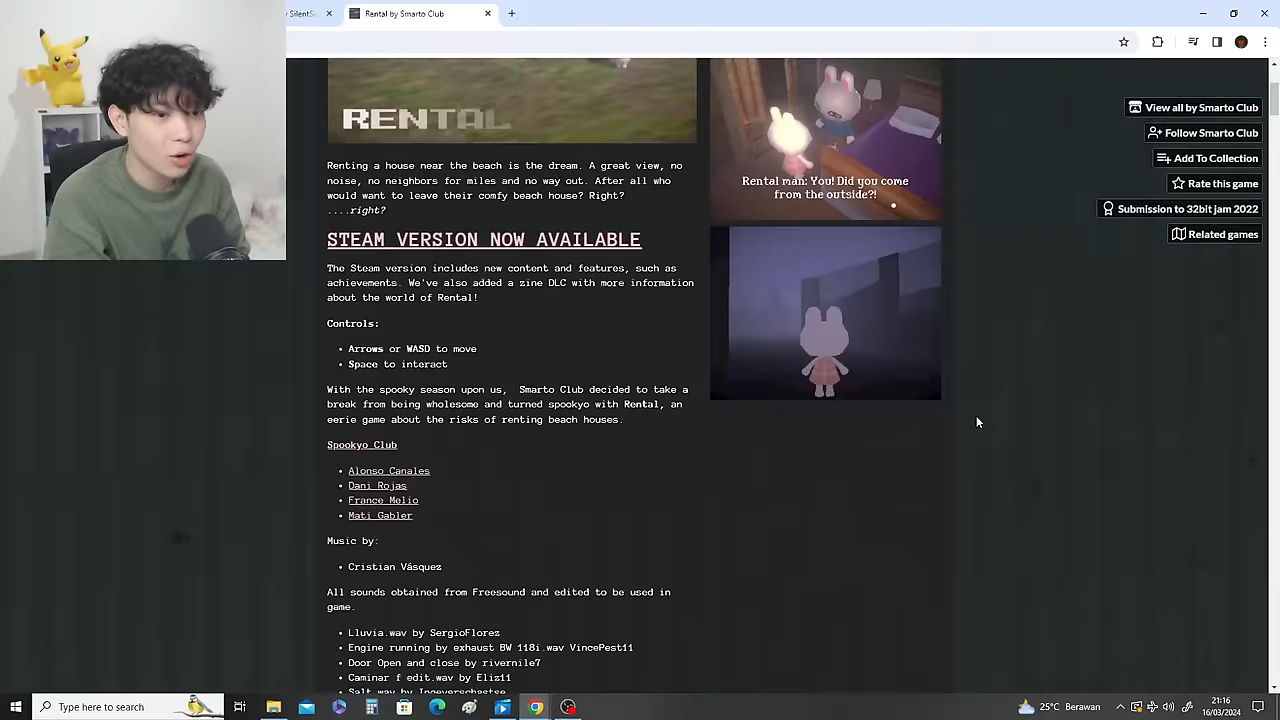 y SilentS
Rental by Smarto Club
RENTAL
Rental man: You! Did you come
from the outside?!
Renting a house near the beach is the dream. A great view, no
noise, no neighbors for miles and no way out. After all who
would want to leave their comfy beach house? Right?
....right?
STEAM VERSION NOW AVAILABLE
The Steam version includes new content and features, such as
achievements. We've also added a zine DLC with more information
about the world of Rental!
Controls:
• Arrows or WASD to move
• Space to interact
With the spooky season upon us, Smarto Club decided to take a
break from being wholesome and turned spookyo with Rental, an
eerie game about the risks of renting beach houses.
Spookyo Club
• Alonso Canales
• Dani Rojas
• France Melio
• Mati Gabler
Music by:
• Cristian Vásquez
All sounds obtained from Freesound and edited to be used in
game.
• Lluvia.wav by SergioFlorez
• Engine running by exhaust BW 118i.wav VincePest11
• Door Open and close by rivernile7
• Caminar f edit.wav by Eliz11
• Salt.wav by Ingeverschastse
View all by Smarto Club
Follow Smarto Club
Add To Collection
Rate this game
Submission to 32bit jam 2022
Related games
Type here to search
25°C Berawan
21:16
16/03/2024